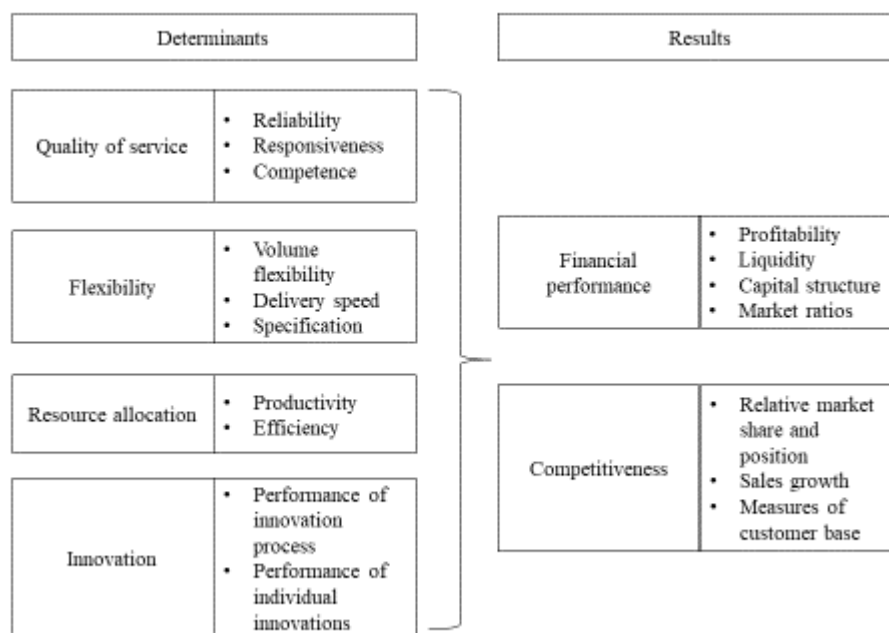 Determinants
Results
Quality of service
• Reliability
• Responsiveness
• Competence
Flexibility
• Volume
flexibility
• Delivery speed
• Specification
Resource allocation
• Productivity
• Efficiency
Innovation
• Performance of
innovation
process
• Performance of
individual
innovations
Financial
performance
• Profitability
• Liquidity
• Capital structure
• Market ratios
Competitiveness
• Relative market
share and
position
• Sales growth
• Measures of
customer base